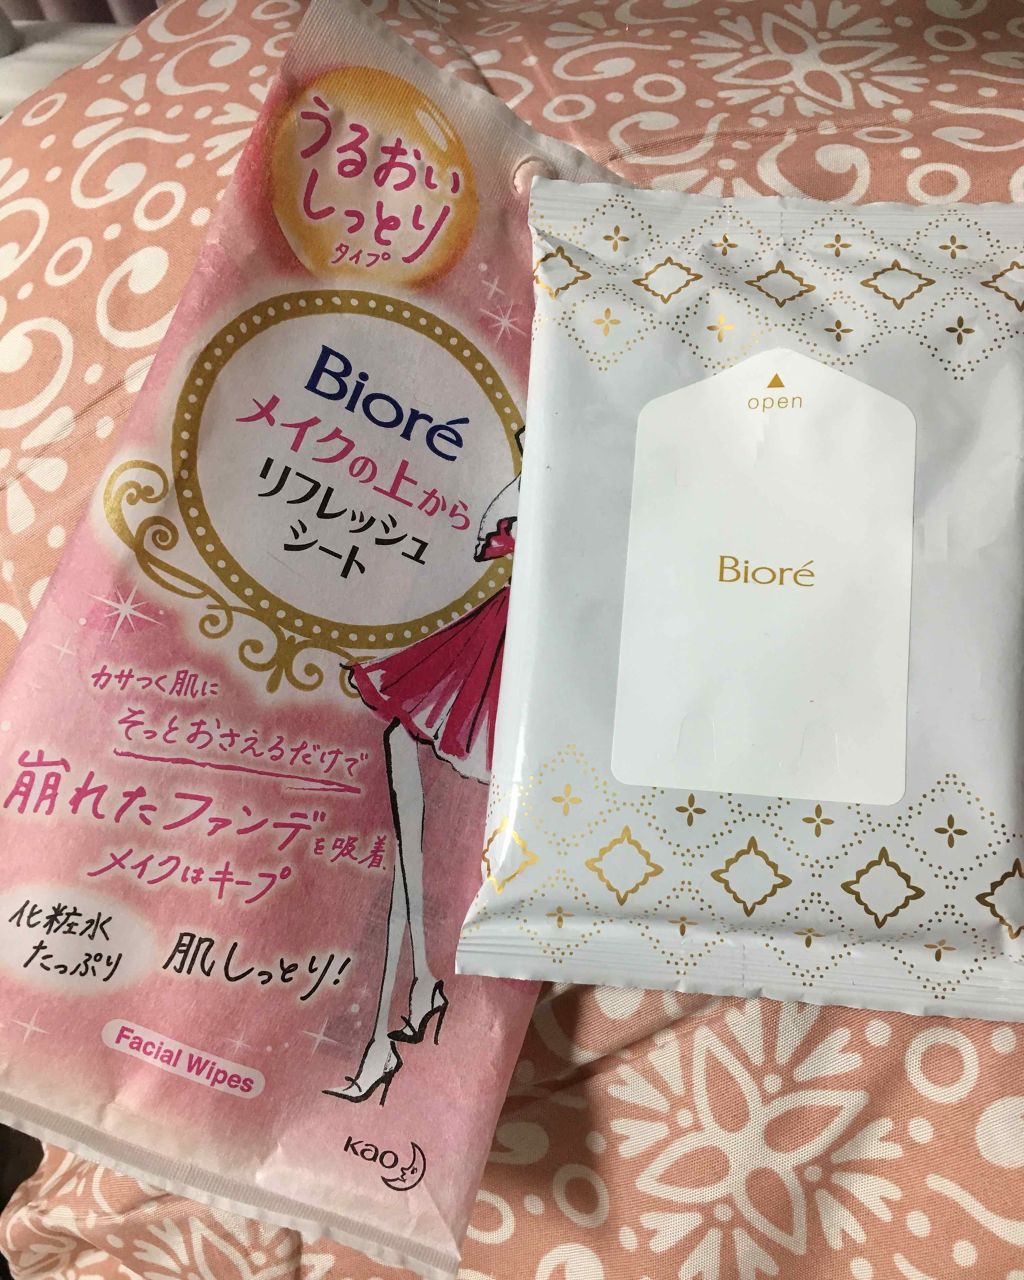 うるおい
しっとり
タイプ
Bioré
メイクの上から
リフレッシュ
シート
カサつく肌に
そっとおさえるだけで
崩れたファンデを吸着
メイクはキープ
化粧水
たっぷり
肌しっとり!
Facial Wipes
Kao
open
Bioré